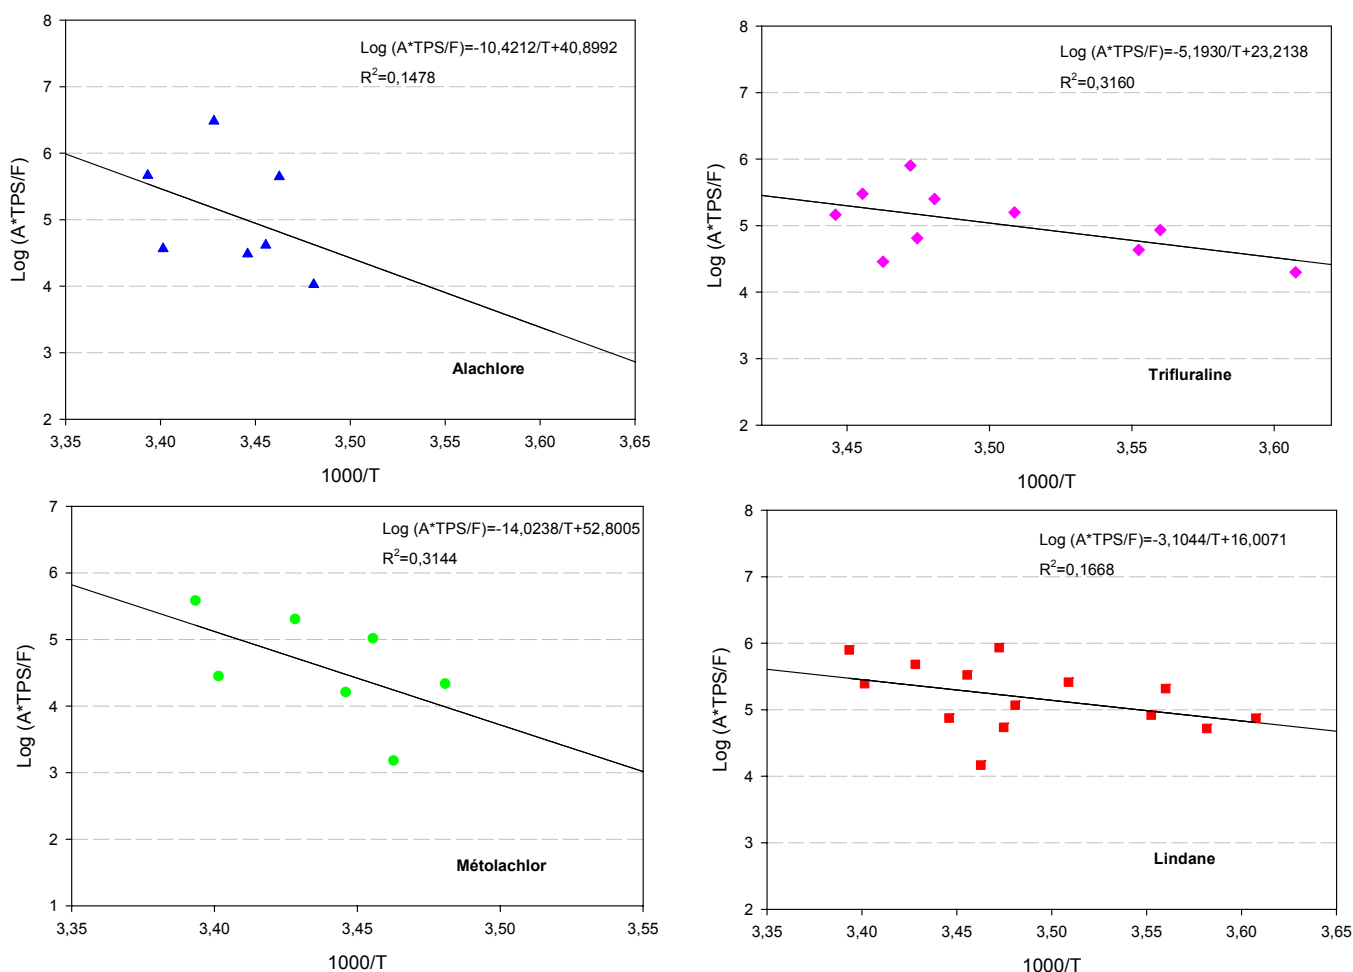 8
Log (A*TPS/F)=-10,4212/T+40,8992
R²=0,1478
7
6
5
4
3
2
Log (A*TPS/F)
Alachlore
3,35 3,40 3,45 3,50 3,55 3,60 3,65
1000/T
8
Log (A*TPS/F)=-5,1930/T+23,2138
R²=0,3160
7
6
5
4
3
2
Log (A*TPS/F)
Trifluraline
3,45 3,50 3,55 3,60
1000/T
7
Log (A*TPS/F)=-14,0238/T+52,8005
R²=0,3144
6
5
4
3
2
1
Log (A*TPS/F)
Métolachlor
3,35 3,40 3,45 3,50 3,55
1000/T
8
Log (A*TPS/F)=-3,1044/T+16,0071
R²=0,1668
7
6
5
4
3
2
Log (A*TPS/F)
Lindane
3,35 3,40 3,45 3,50 3,55 3,60 3,65
1000/T